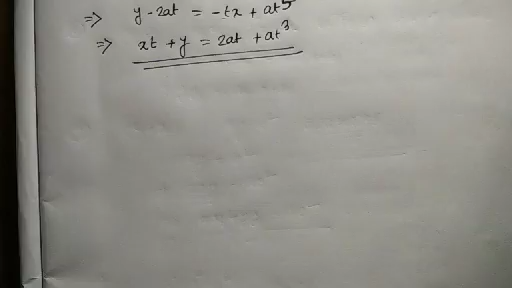 => y - 2at = -tx + at³
=> xt + y = 2at + at³